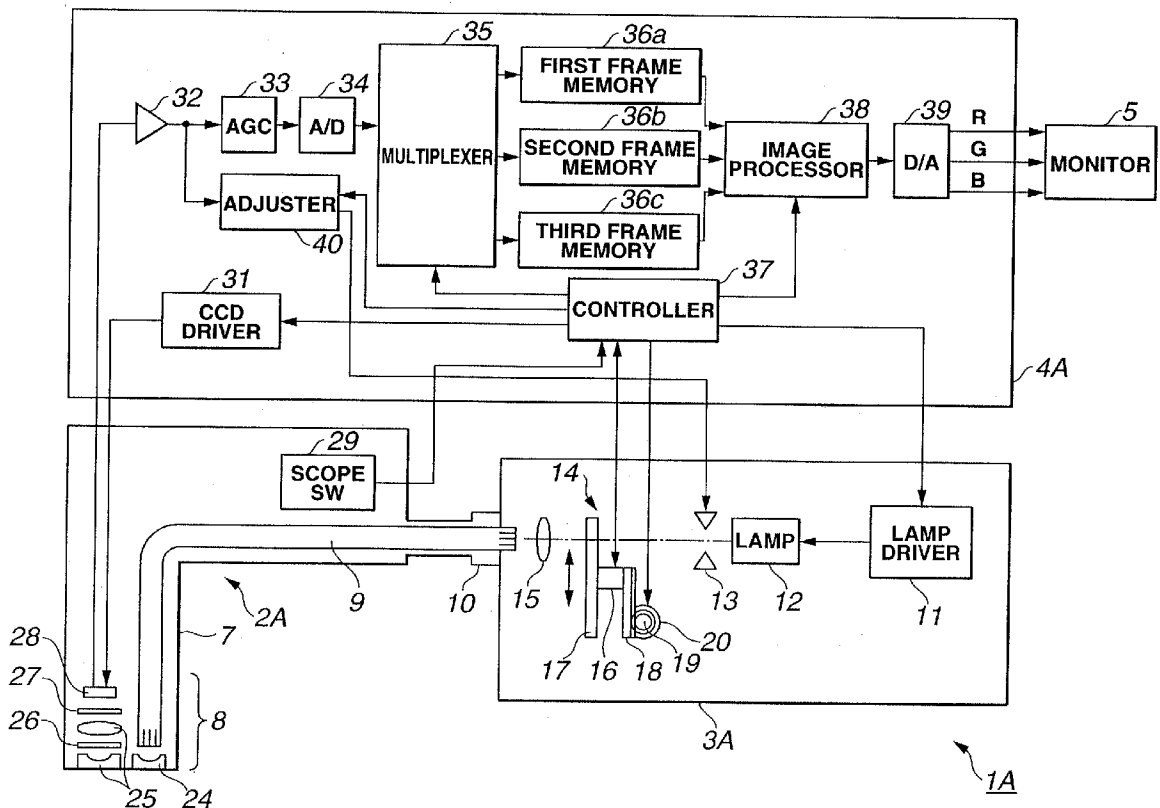 35
36a
FIRST FRAME
MEMORY
32
33
AGC
34
A/D
MULTIPLEXER
36b
SECOND FRAME
MEMORY
38
IMAGE
PROCESSOR
39
D/A
R
G
B
5
MONITOR
ADJUSTER
40
36c
THIRD FRAME
MEMORY
31
CCD
DRIVER
37
CONTROLLER
4A
29
SCOPE
SW
14
LAMP
LAMP
DRIVER
9
10
15
13
12
11
2A
7
17
16
18
19
20
28
27
26
8
25
24
3A
1A